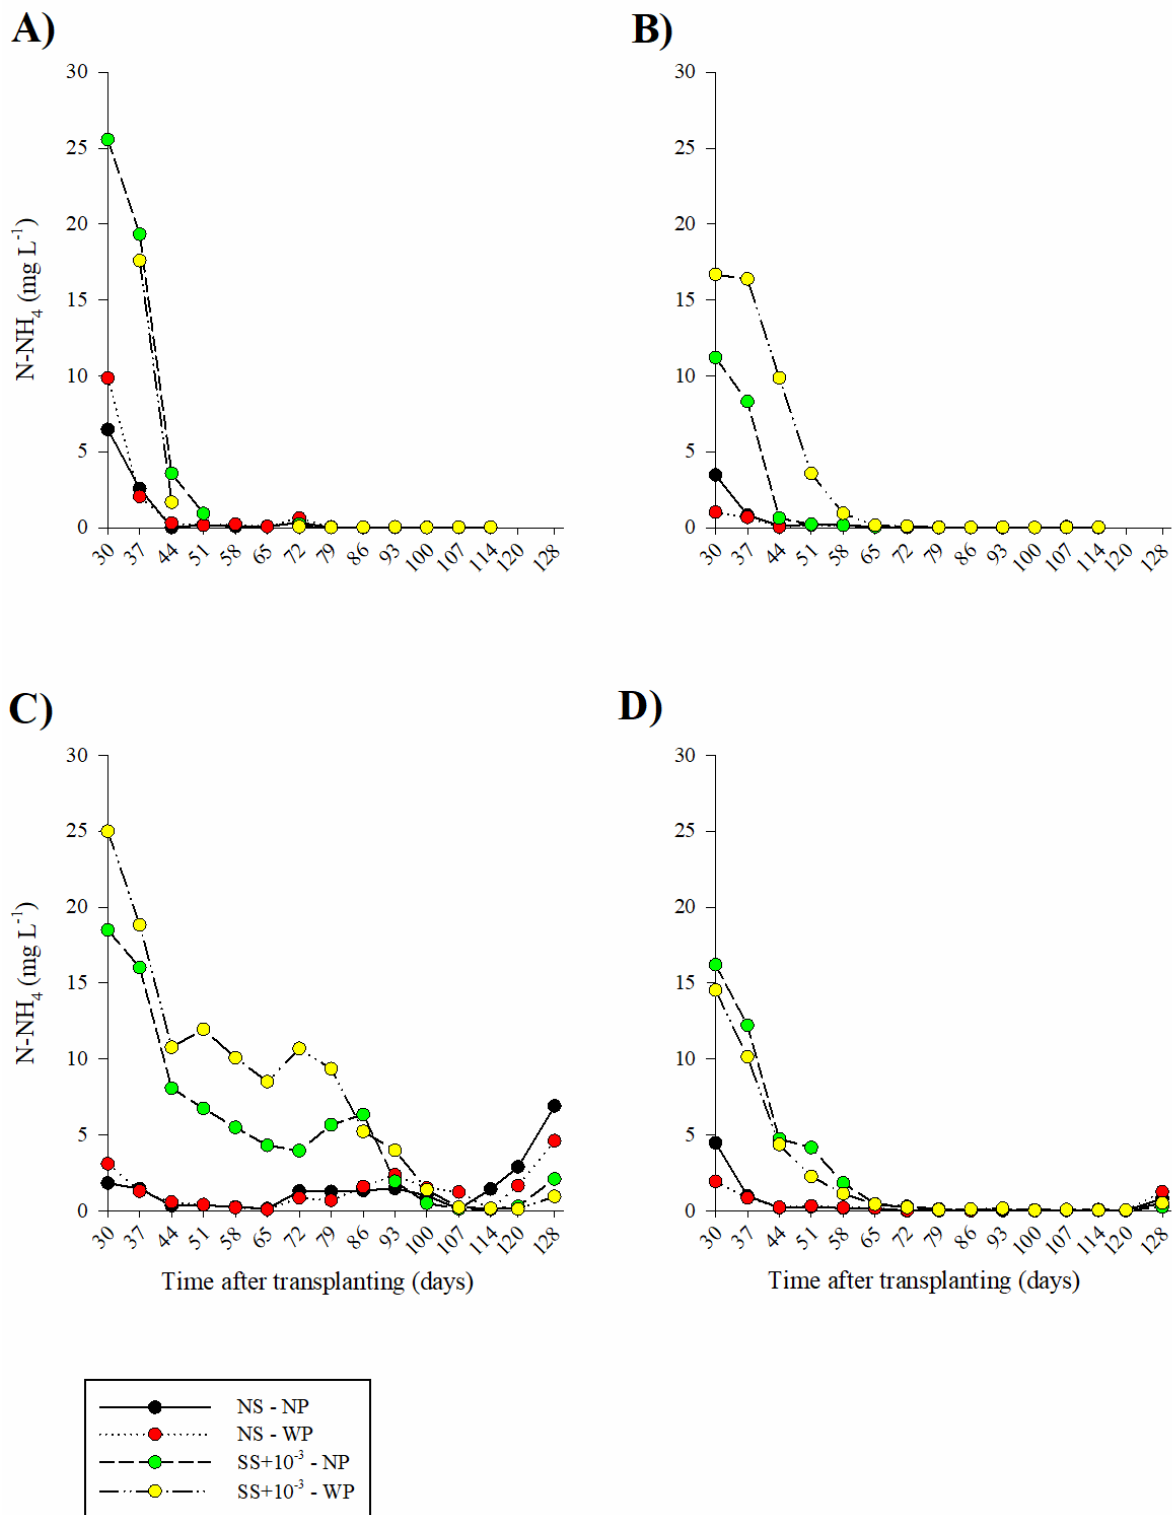 A)
B)
30
25
20
15
10
5
0
N-NH₄ (mg L⁻¹)
30 37 44 51 58 65 72 79 86 93 100 107 114 120 128
30
25
20
15
10
5
0
30 37 44 51 58 65 72 79 86 93 100 107 114 120 128
C)
D)
30
25
20
15
10
5
0
N-NH₄ (mg L⁻¹)
30 37 44 51 58 65 72 79 86 93 100 107 114 120 128
Time after transplanting (days)
30
25
20
15
10
5
0
30 37 44 51 58 65 72 79 86 93 100 107 114 120 128
Time after transplanting (days)
NS - NP
NS - WP
SS+10⁻³ - NP
SS+10⁻³ - WP